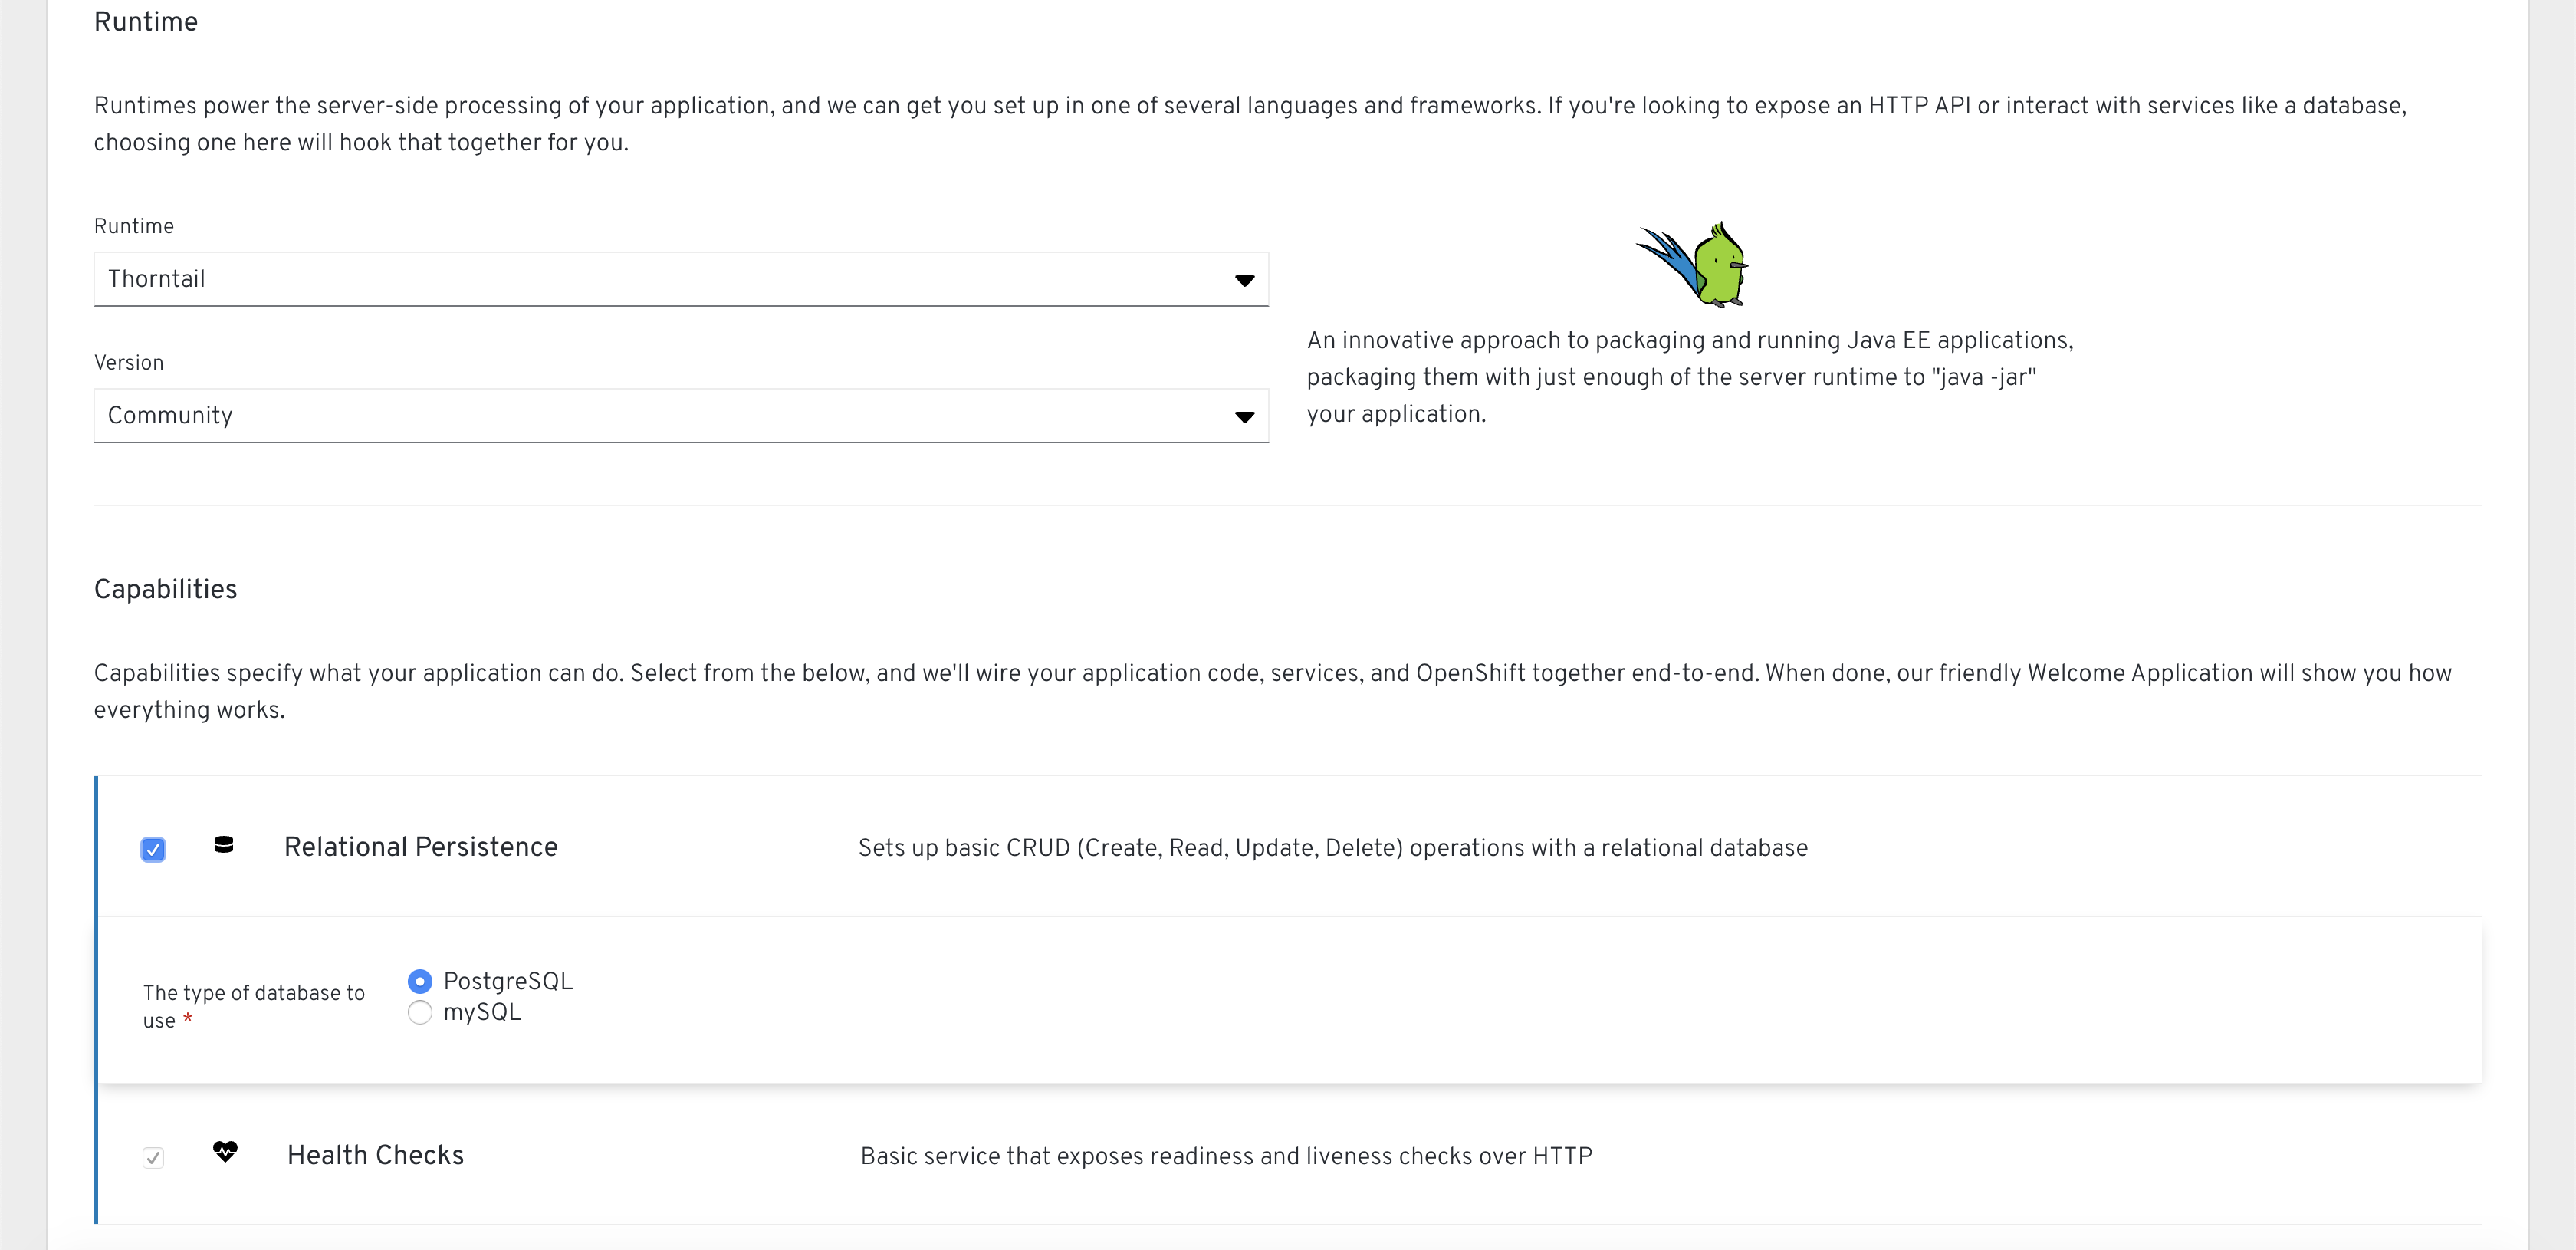 Runtime
Runtimes power the server-side processing of your application, and we can get you set up in one of several languages and frameworks. If you're looking to expose an HTTP API or interact with services like a database,
choosing one here will hook that together for you.
Runtime
Thorntail
Version
Community
An innovative approach to packaging and running Java EE applications,
packaging them with just enough of the server runtime to "java -jar"
your application.
Capabilities
Capabilities specify what your application can do. Select from the below, and we'll wire your application code, services, and OpenShift together end-to-end. When done, our friendly Welcome Application will show you how
everything works.
Relational Persistence
Sets up basic CRUD (Create, Read, Update, Delete) operations with a relational database
The type of database to
use *
PostgreSQL
mySQL
Health Checks
Basic service that exposes readiness and liveness checks over HTTP